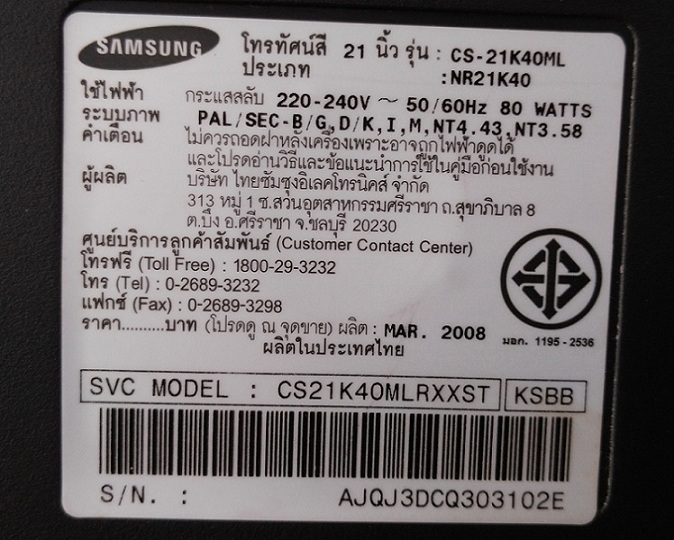 SAMSUNG
โทรทัศน์สี 21 นิ้ว รุ่น : CS-21K40ML
ประเภท :NR21K40
ใช้ไฟฟ้า กระแสสลับ 220-240V ~ 50/60Hz 80 WATTS
ระบบภาพ PAL/SEC-B/G,D/K,I,M,NT4.43,NT3.58
คำเตือน ไม่ควรถอดฝาหลังเครื่องเพราะอาจถูกไฟฟ้าดูดได้
และโปรดอ่านวิธีและข้อแนะนำการใช้ในคู่มือก่อนใช้งาน
ผู้ผลิต บริษัท ไทยซัมซุงอิเลคโทรนิคส์ จำกัด
313 หมู่ 1 ซ.สวนอุตสาหกรรมศรีราชา ถ.สุขาภิบาล 8
ต.บึง อ.ศรีราชา จ.ชลบุรี 20230
ศูนย์บริการลูกค้าสัมพันธ์ (Customer Contact Center)
โทรฟรี (Toll Free) : 1800-29-3232
โทร (Tel) : 0-2689-3232
แฟกซ์ (Fax) : 0-2689-3298
ราคา..........บาท (โปรดดู ณ จุดขาย) ผลิต : MAR. 2008
ผลิตในประเทศไทย
มอก. 1195-2536
SVC MODEL : CS21K40MLRXXST KSBB
S/N. : AJQJ3DCQ303102E